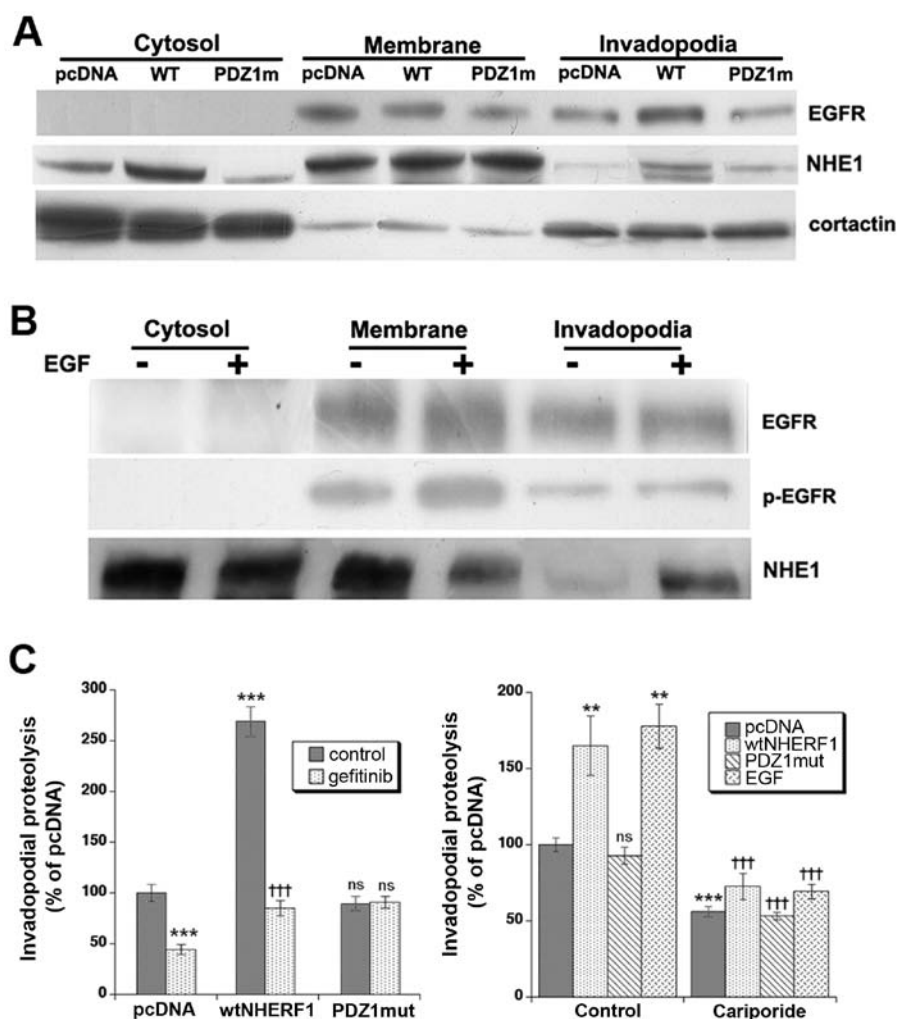 A
Cytosol Membrane Invadopodia
pcDNA WT PDZ1m pcDNA WT PDZ1m pcDNA WT PDZ1m
EGFR
NHE1
cortactin
B
Cytosol Membrane Invadopodia
EGF - + - + - +
EGFR
p-EGFR
NHE1
C
Invadopodial proteolysis
(% of pcDNA)
300
250
200
150
100
50
0
***
***
†††
ns ns
control
gefitinib
pcDNA wtNHERF1 PDZ1mut
Invadopodial proteolysis
(% of pcDNA)
200
150
100
50
0
**
ns
**
***
†††
†††
†††
pcDNA
wtNHERF1
PDZ1mut
EGF
Control Cariporide